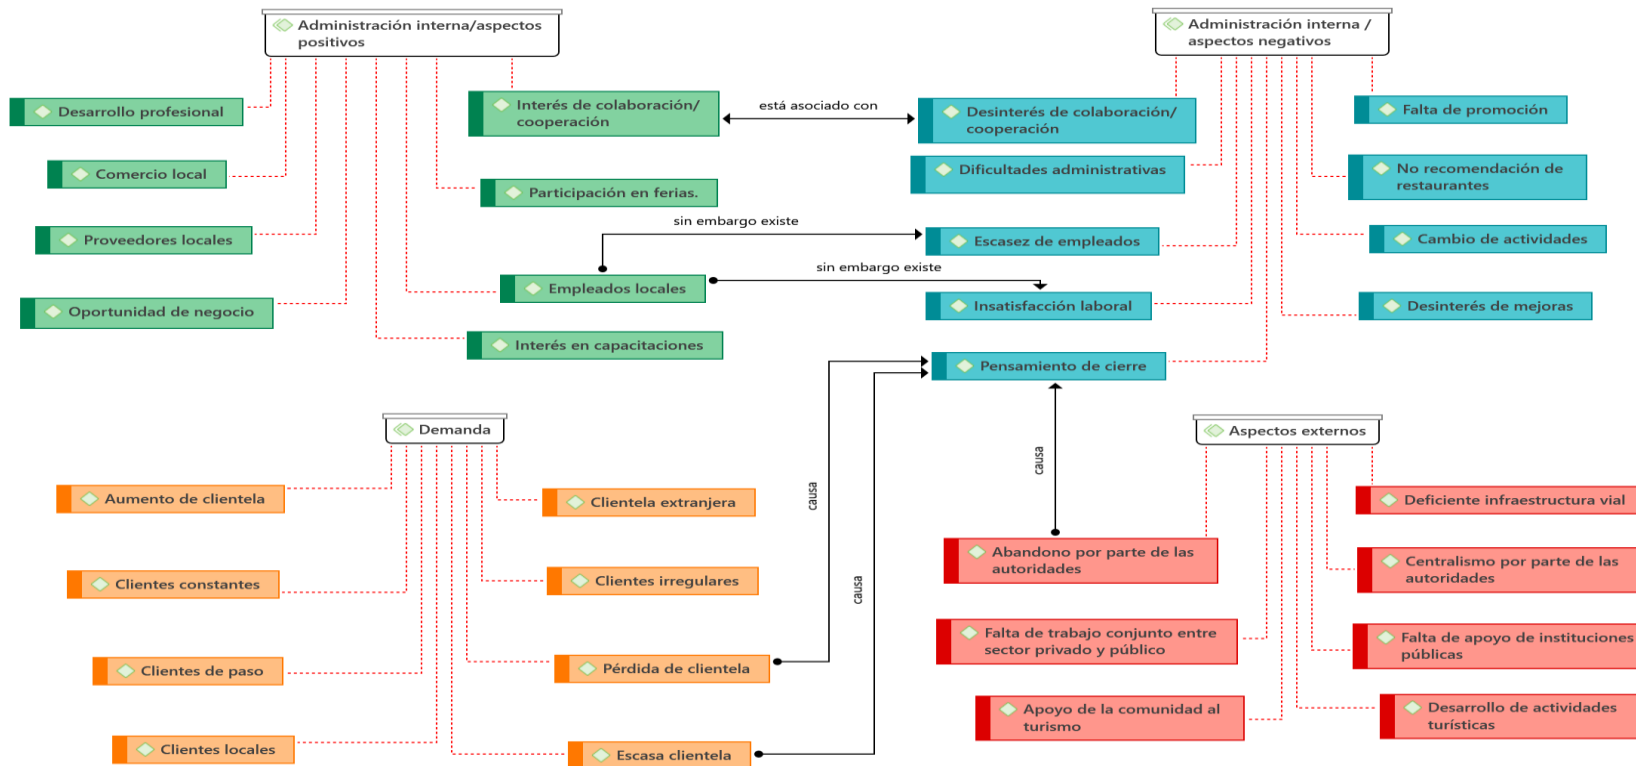 Administración interna/aspectos
positivos
Desarrollo profesional
Comercio local
Proveedores locales
Oportunidad de negocio
Interés de colaboración/
cooperación
Participación en ferias.
Empleados locales
Interés en capacitaciones
está asociado con
sin embargo existe
sin embargo existe
Administración interna /
aspectos negativos
Desinterés de colaboración/
cooperación
Dificultades administrativas
Escasez de empleados
Insatisfacción laboral
Pensamiento de cierre
Falta de promoción
No recomendación de
restaurantes
Cambio de actividades
Desinterés de mejoras
Demanda
Aumento de clientela
Clientes constantes
Clientes de paso
Clientes locales
Clientela extranjera
Clientes irregulares
Pérdida de clientela
Escasa clientela
causa
causa
causa
Aspectos externos
Abandono por parte de las
autoridades
Falta de trabajo conjunto entre
sector privado y público
Apoyo de la comunidad al
turismo
Deficiente infraestructura vial
Centralismo por parte de las
autoridades
Falta de apoyo de instituciones
públicas
Desarrollo de actividades
turísticas